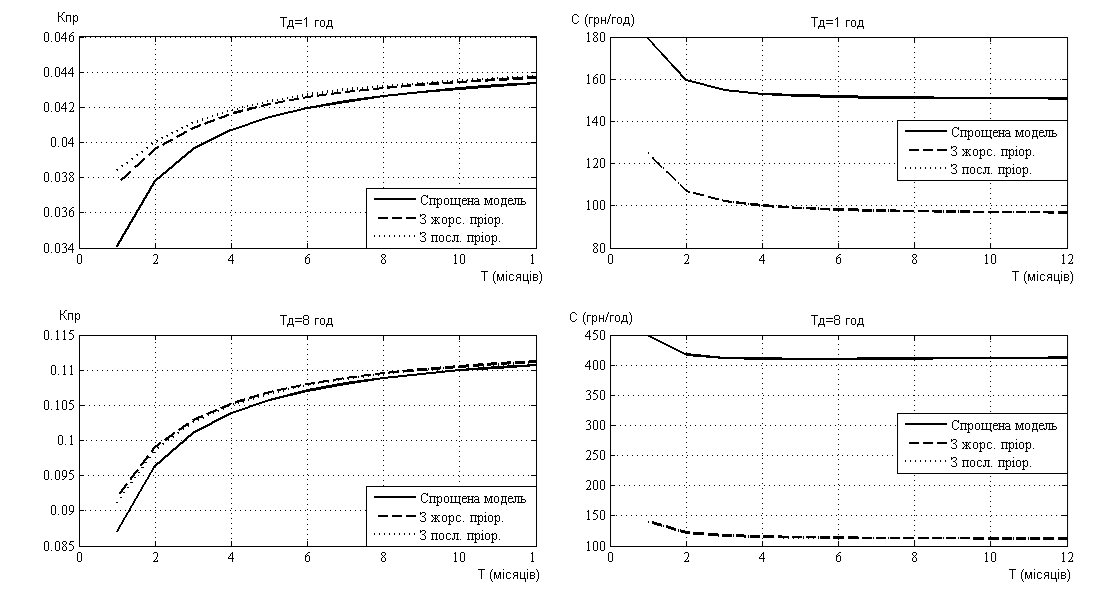 Кпр
Тд=1 год
0.046
0.044
0.042
0.04
0.038
0.036
0.034
0 2 4 6 8 10 1
Т (місяців)
Спрощена модель
З жорс. пріор.
З посл. пріор.
С (грн/год)
Тд=1 год
180
160
140
120
100
80
0 2 4 6 8 10 12
Т (місяців)
Спрощена модель
З жорс. пріор.
З посл. пріор.
Кпр
Тд=8 год
0.115
0.11
0.105
0.1
0.095
0.09
0.085
0 2 4 6 8 10 1
Т (місяців)
Спрощена модель
З жорс. пріор.
З посл. пріор.
С (грн/год)
Тд=8 год
450
400
350
300
250
200
150
100
0 2 4 6 8 10 12
Т (місяців)
Спрощена модель
З жорс. пріор.
З посл. пріор.